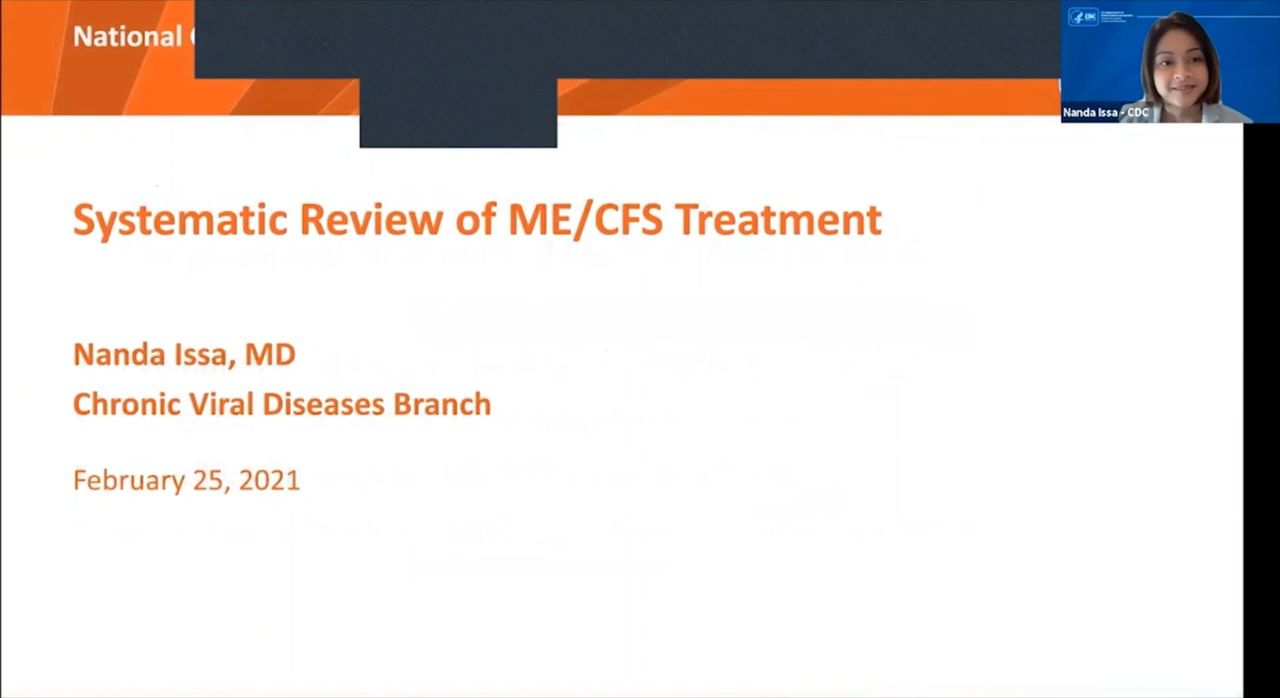 National
Systematic Review of ME/CFS Treatment
Nanda Issa, MD
Chronic Viral Diseases Branch
February 25, 2021
CDC
Nanda Issa - CDC